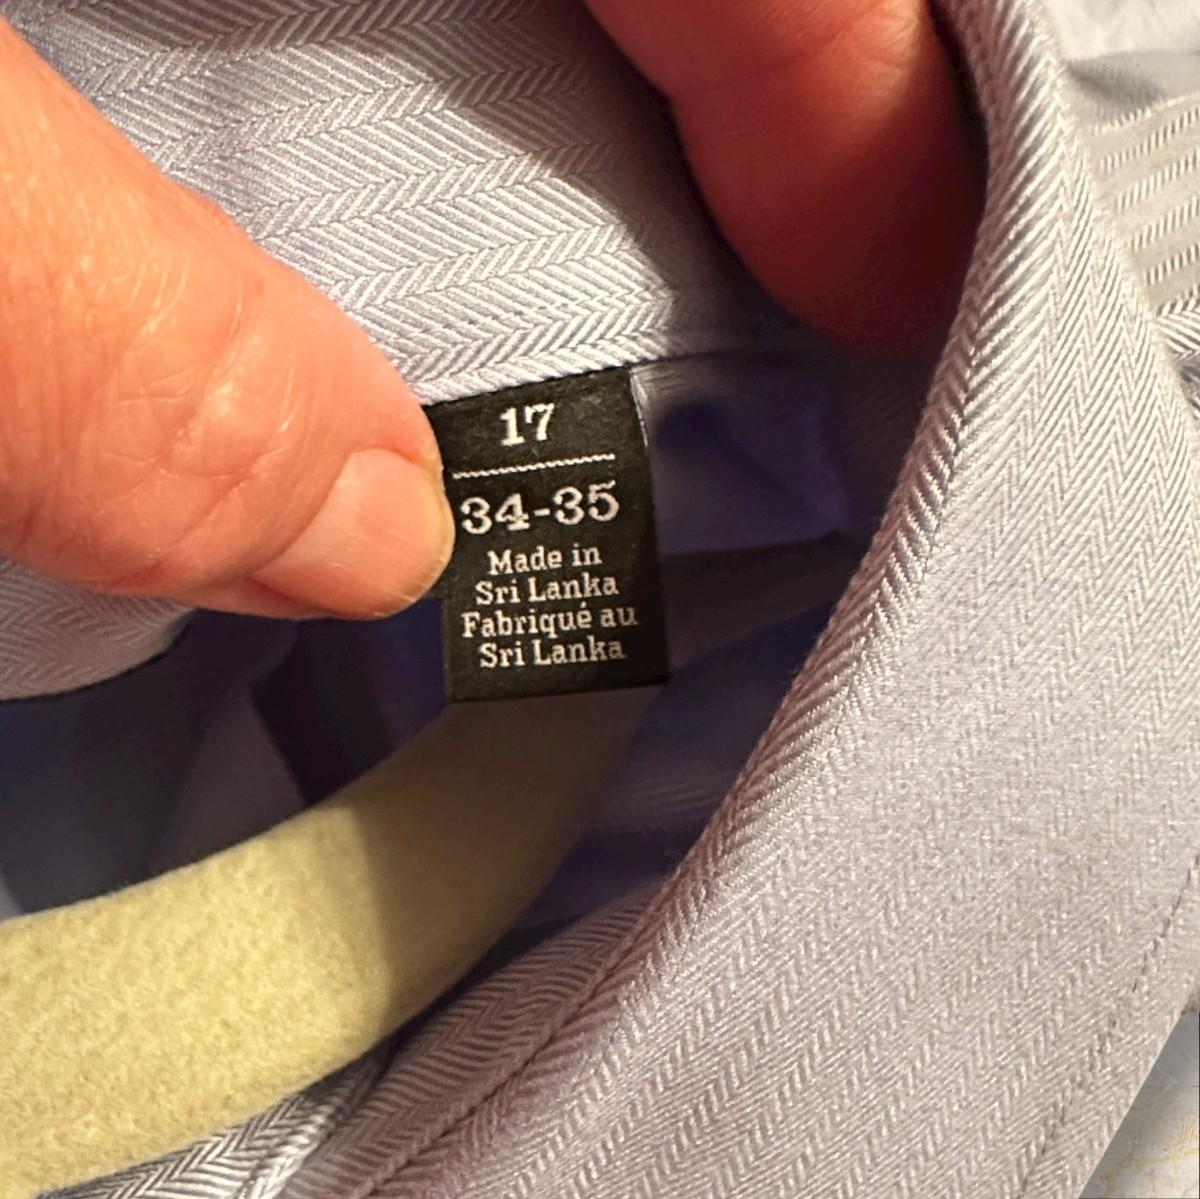 17
34-35
Made in
Sri Lanka
Fabriqué au
Sri Lanka